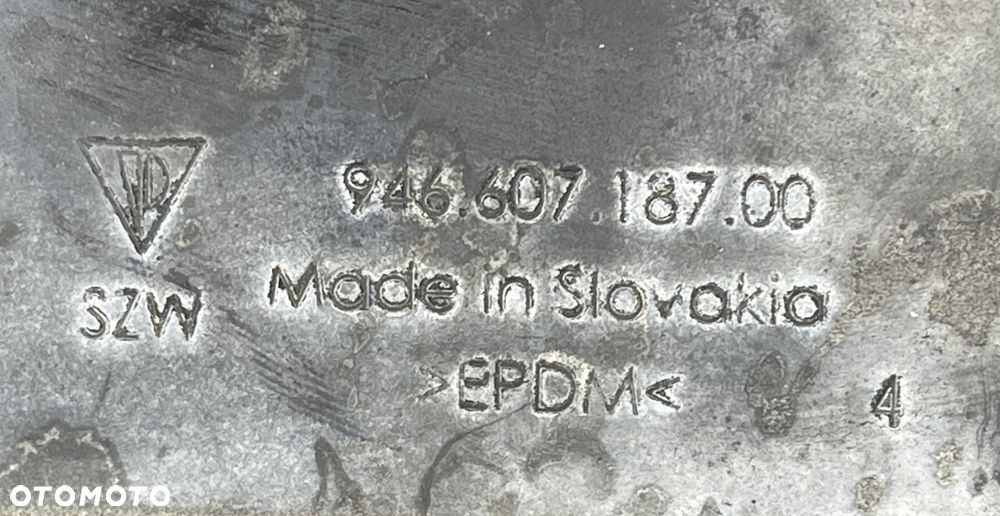 946.607.187.00
SZW
Made in Slovakia
>EPDM<
4
OTOMOTO